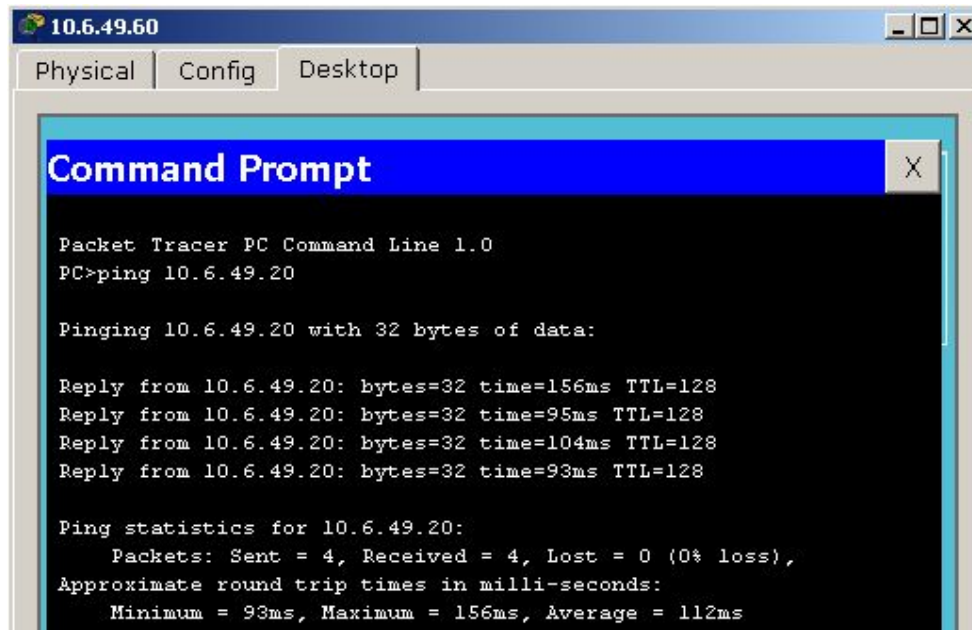 10.6.49.60
Physical Config Desktop
Command Prompt X
Packet Tracer PC Command Line 1.0
PC>ping 10.6.49.20
Pinging 10.6.49.20 with 32 bytes of data:
Reply from 10.6.49.20: bytes=32 time=156ms TTL=128
Reply from 10.6.49.20: bytes=32 time=95ms TTL=128
Reply from 10.6.49.20: bytes=32 time=104ms TTL=128
Reply from 10.6.49.20: bytes=32 time=93ms TTL=128
Ping statistics for 10.6.49.20:
Packets: Sent = 4, Received = 4, Lost = 0 (0% loss),
Approximate round trip times in milli-seconds:
Minimum = 93ms, Maximum = 156ms, Average = 112ms